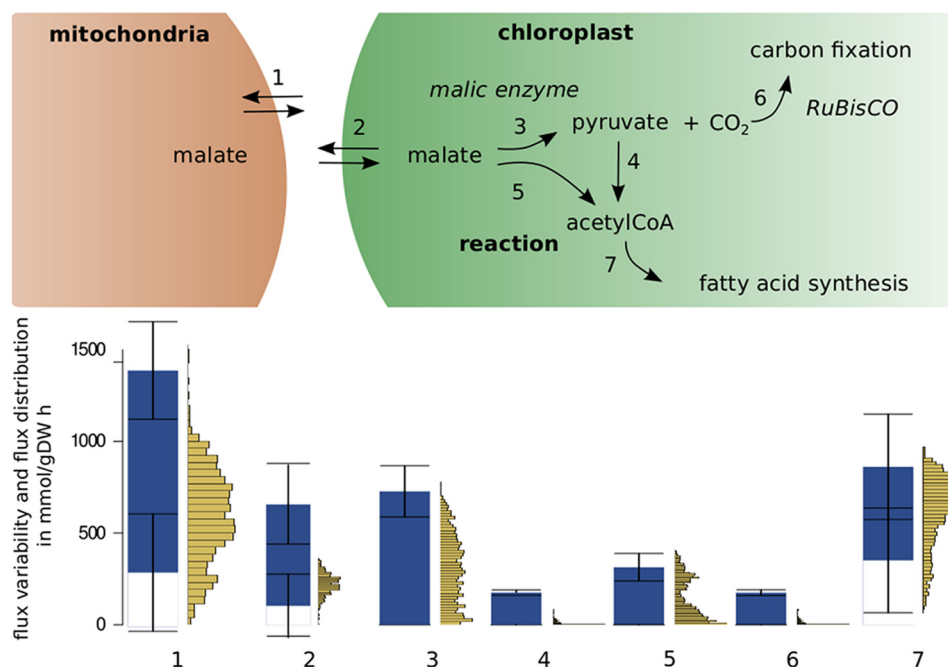 mitochondria
chloroplast
carbon fixation
1
malic enzyme
6
RuBisCO
2
3
pyruvate + CO2
malate
malate
4
5
acetylCoA
reaction
7
fatty acid synthesis
flux variability and flux distribution
in mmol/gDW h
1500
1000
500
0
1 2 3 4 5 6 7